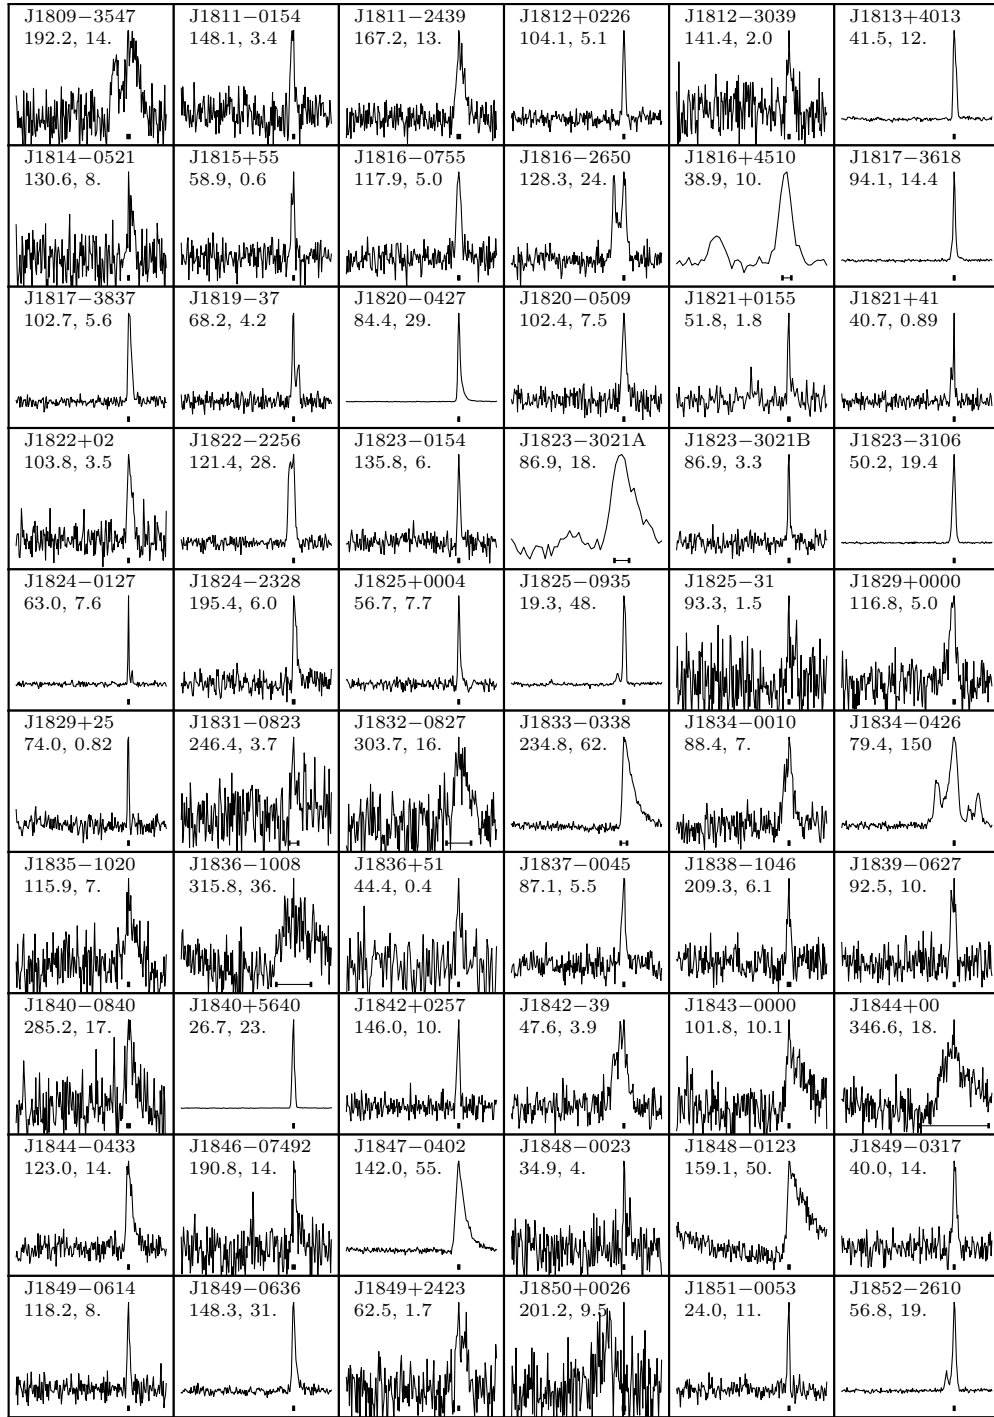 J1809−3547 J1811−0154 J1811−2439 J1812+0226 J1812−3039 J1813+4013
192.2, 14. 148.1, 3.4 167.2, 13. 104.1, 5.1 141.4, 2.0 41.5, 12.
J1814−0521 J1815+55 J1816−0755 J1816−2650 J1816+4510 J1817−3618
130.6, 8. 58.9, 0.6 117.9, 5.0 128.3, 24. 38.9, 10. 94.1, 14.4
J1817−3837 J1819−37 J1820−0427 J1820−0509 J1821+0155 J1821+41
102.7, 5.6 68.2, 4.2 84.4, 29. 102.4, 7.5 51.8, 1.8 40.7, 0.89
J1822+02 J1822−2256 J1823−0154 J1823−3021A J1823−3021B J1823−3106
103.8, 3.5 121.4, 28. 135.8, 6. 86.9, 18. 86.9, 3.3 50.2, 19.4
J1824−0127 J1824−2328 J1825+0004 J1825−0935 J1825−31 J1829+0000
63.0, 7.6 195.4, 6.0 56.7, 7.7 19.3, 48. 93.3, 1.5 116.8, 5.0
J1829+25 J1831−0823 J1832−0827 J1833−0338 J1834−0010 J1834−0426
74.0, 0.82 246.4, 3.7 303.7, 16. 234.8, 62. 88.4, 7. 79.4, 150
J1835−1020 J1836−1008 J1836+51 J1837−0045 J1838−1046 J1839−0627
115.9, 7. 315.8, 36. 44.4, 0.4 87.1, 5.5 209.3, 6.1 92.5, 10.
J1840−0840 J1840+5640 J1842+0257 J1842−39 J1843−0000 J1844+00
285.2, 17. 26.7, 23. 146.0, 10. 47.6, 3.9 101.8, 10.1 346.6, 18.
J1844−0433 J1846−07492 J1847−0402 J1848−0023 J1848−0123 J1849−0317
123.0, 14. 190.8, 14. 142.0, 55. 34.9, 4. 159.1, 50. 40.0, 14.
J1849−0614 J1849−0636 J1849+2423 J1850+0026 J1851−0053 J1852−2610
118.2, 8. 148.3, 31. 62.5, 1.7 201.2, 9.5 24.0, 11. 56.8, 19.